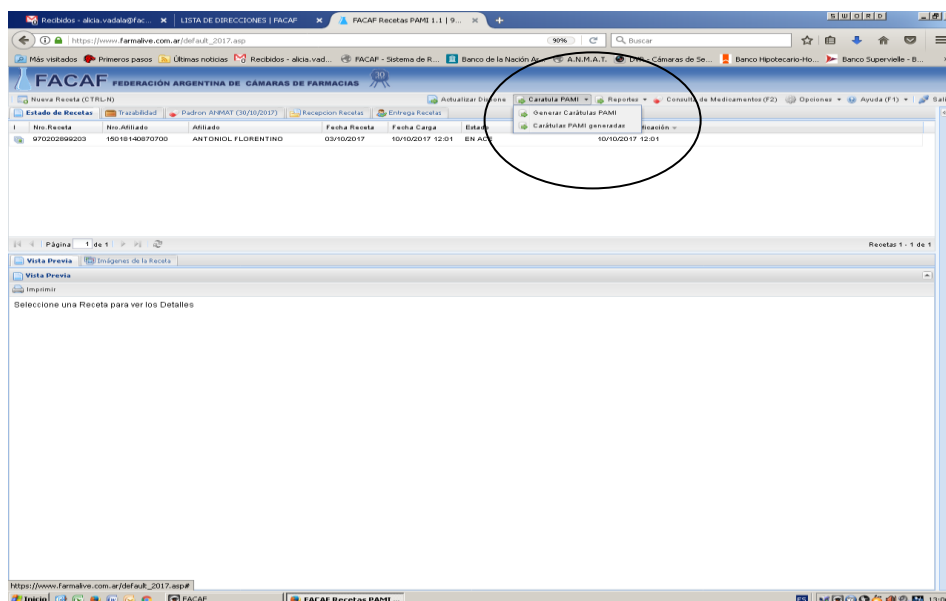 Recibidos - alicia.vadala@fac... × LISTA DE DIRECCIONES | FACAF × FACAF Recetas PAMI 1.1 | 9... × +
https://www.farmalive.com.ar/default_2017.asp 90% Buscar
Más visitados Primeros pasos Últimas noticias Recibidos - alicia.vad... FACAF - Sistema de R... Banco de la Nación Ar... A.N.M.A.T. Cámaras de Se... Banco Hipotecario-Ho... Banco Supervielle - B...
FACAF FEDERACIÓN ARGENTINA DE CÁMARAS DE FARMACIAS
Nueva Receta (CTRL-N) Actualizar Dispone Caratula PAMI Reportes Consulta de Medicamentos(F2) Opciones Ayuda (F1) Sali
Estado de Recetas Trazabilidad Padron ANMAT (30/10/2017) Recepcion Recetas Entrega Recetas
Generar Carátulas PAMI
Carátulas PAMI generadas
Nro.Receta Nro.Afiliado Afiliado Fecha Receta Fecha Carga Estado ificación
970202699203 15018140870700 ANTONIOL FLORENTINO 03/10/2017 10/10/2017 12:01 EN ACE 10/10/2017 12:01
Página 1 de 1 Recetas 1 - 1 de 1
Vista Previa Imágenes de la Receta
Vista Previa
Imprimir
Seleccione una Receta para ver los Detalles
https://www.farmalive.com.ar/default_2017.asp#
Inicio FACAF FACAF Recetas PAMI ... ES